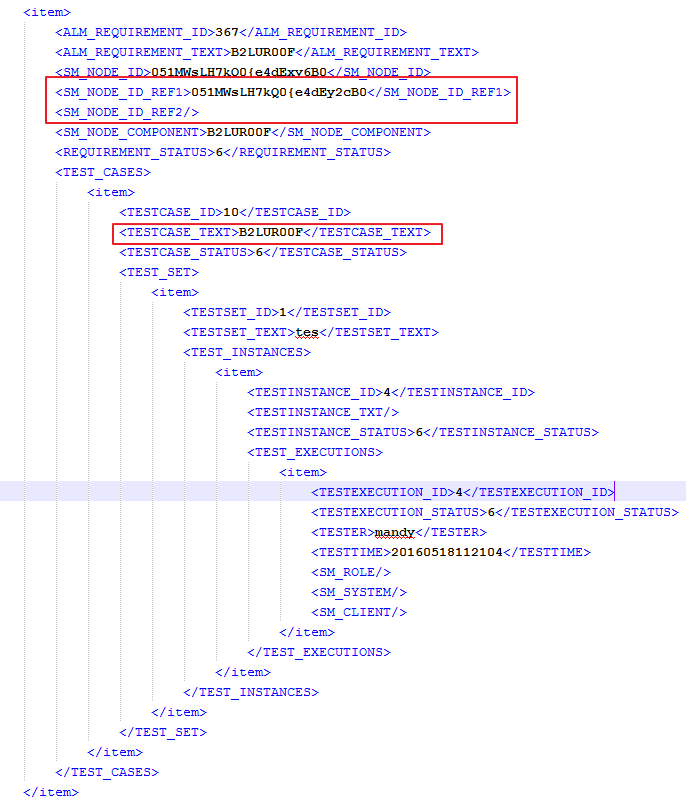 <item>
<ALM_REQUIREMENT_ID>367</ALM_REQUIREMENT_ID>
<ALM_REQUIREMENT_TEXT>B2LUR00F</ALM_REQUIREMENT_TEXT>
<SM_NODE_ID>051MWsLH7kQ0{e4dExv6B0</SM_NODE_ID>
<SM_NODE_ID_REF1>051MWsLH7kQ0{e4dEy2cB0</SM_NODE_ID_REF1>
<SM_NODE_ID_REF2/>
<SM_NODE_COMPONENT>B2LUR00F</SM_NODE_COMPONENT>
<REQUIREMENT_STATUS>6</REQUIREMENT_STATUS>
<TEST_CASES>
<item>
<TESTCASE_ID>10</TESTCASE_ID>
<TESTCASE_TEXT>B2LUR00F</TESTCASE_TEXT>
<TESTCASE_STATUS>6</TESTCASE_STATUS>
<TEST_SET>
<item>
<TESTSET_ID>1</TESTSET_ID>
<TESTSET_TEXT>tes</TESTSET_TEXT>
<TEST_INSTANCES>
<item>
<TESTINSTANCE_ID>4</TESTINSTANCE_ID>
<TESTINSTANCE_TXT/>
<TESTINSTANCE_STATUS>6</TESTINSTANCE_STATUS>
<TEST_EXECUTIONS>
<item>
<TESTEXECUTION_ID>4</TESTEXECUTION_ID>
<TESTEXECUTION_STATUS>6</TESTEXECUTION_STATUS>
<TESTER>mandy</TESTER>
<TESTTIME>20160518112104</TESTTIME>
<SM_ROLE/>
<SM_SYSTEM/>
<SM_CLIENT/>
</item>
</TEST_EXECUTIONS>
</item>
</TEST_INSTANCES>
</item>
</TEST_SET>
</item>
</TEST_CASES>
</item>